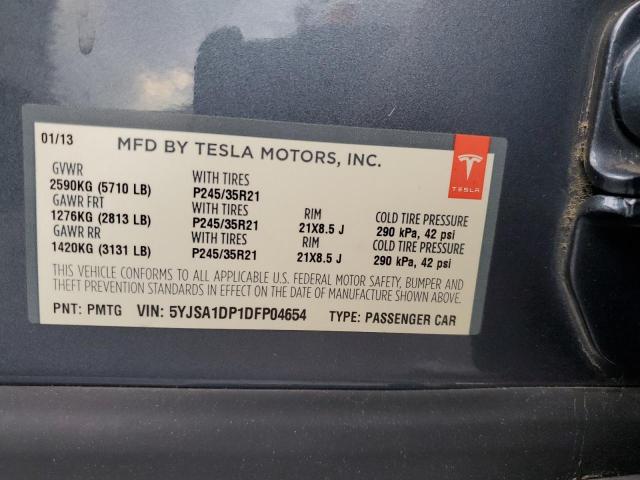 01/13 MFD BY TESLA MOTORS, INC.
TESLA
GVWR WITH TIRES
2590KG (5710 LB) P245/35R21
GAWR FRT WITH TIRES RIM COLD TIRE PRESSURE
1276KG (2813 LB) P245/35R21 21X8.5 J 290 kPa, 42 psi
GAWR RR WITH TIRES RIM COLD TIRE PRESSURE
1420KG (3131 LB) P245/35R21 21X8.5 J 290 kPa, 42 psi
THIS VEHICLE CONFORMS TO ALL APPLICABLE U.S. FEDERAL MOTOR SAFETY, BUMPER AND
THEFT PREVENTION STANDARDS IN EFFECT ON THE DATE OF MANUFACTURE SHOWN ABOVE.
PNT: PMTG VIN: 5YJSA1DP1DFP04654 TYPE: PASSENGER CAR